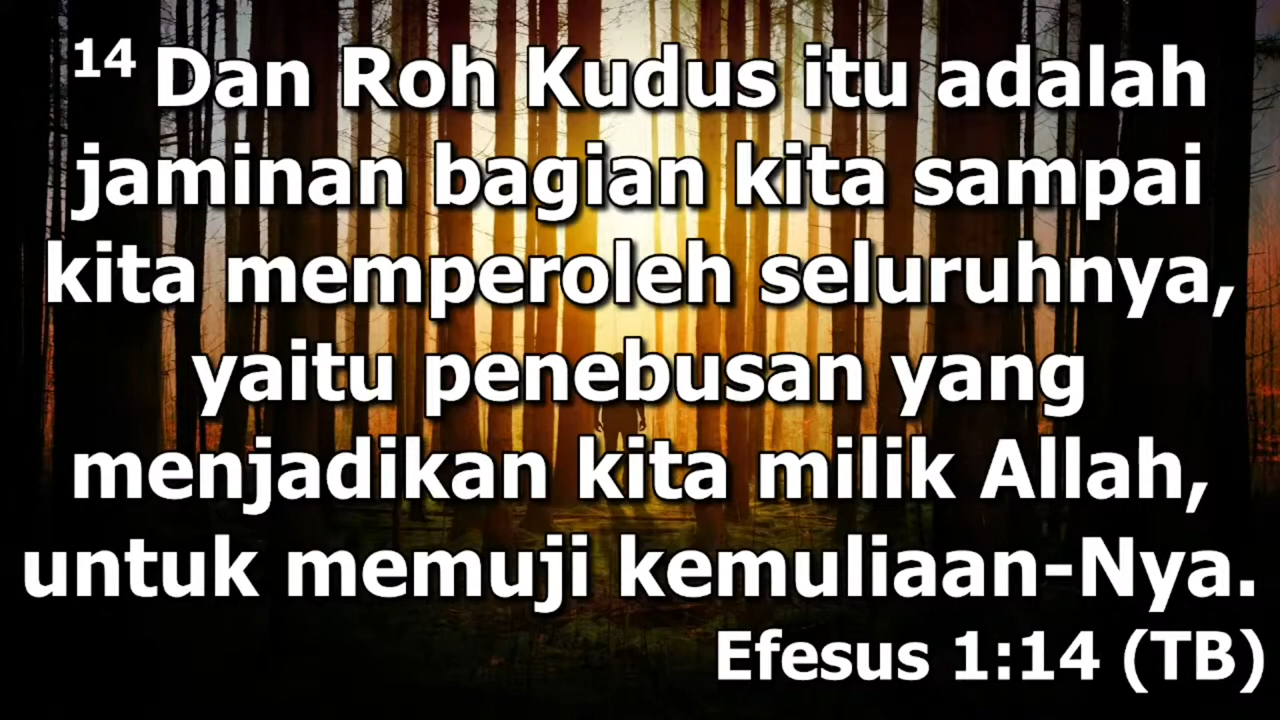 14 Dan Roh Kudus itu adalah
jaminan bagian kita sampai
kita memperoleh seluruhnya,
yaitu penebusan yang
menjadikan kita milik Allah,
untuk memuji kemuliaan-Nya.
Efesus 1:14 (TB)